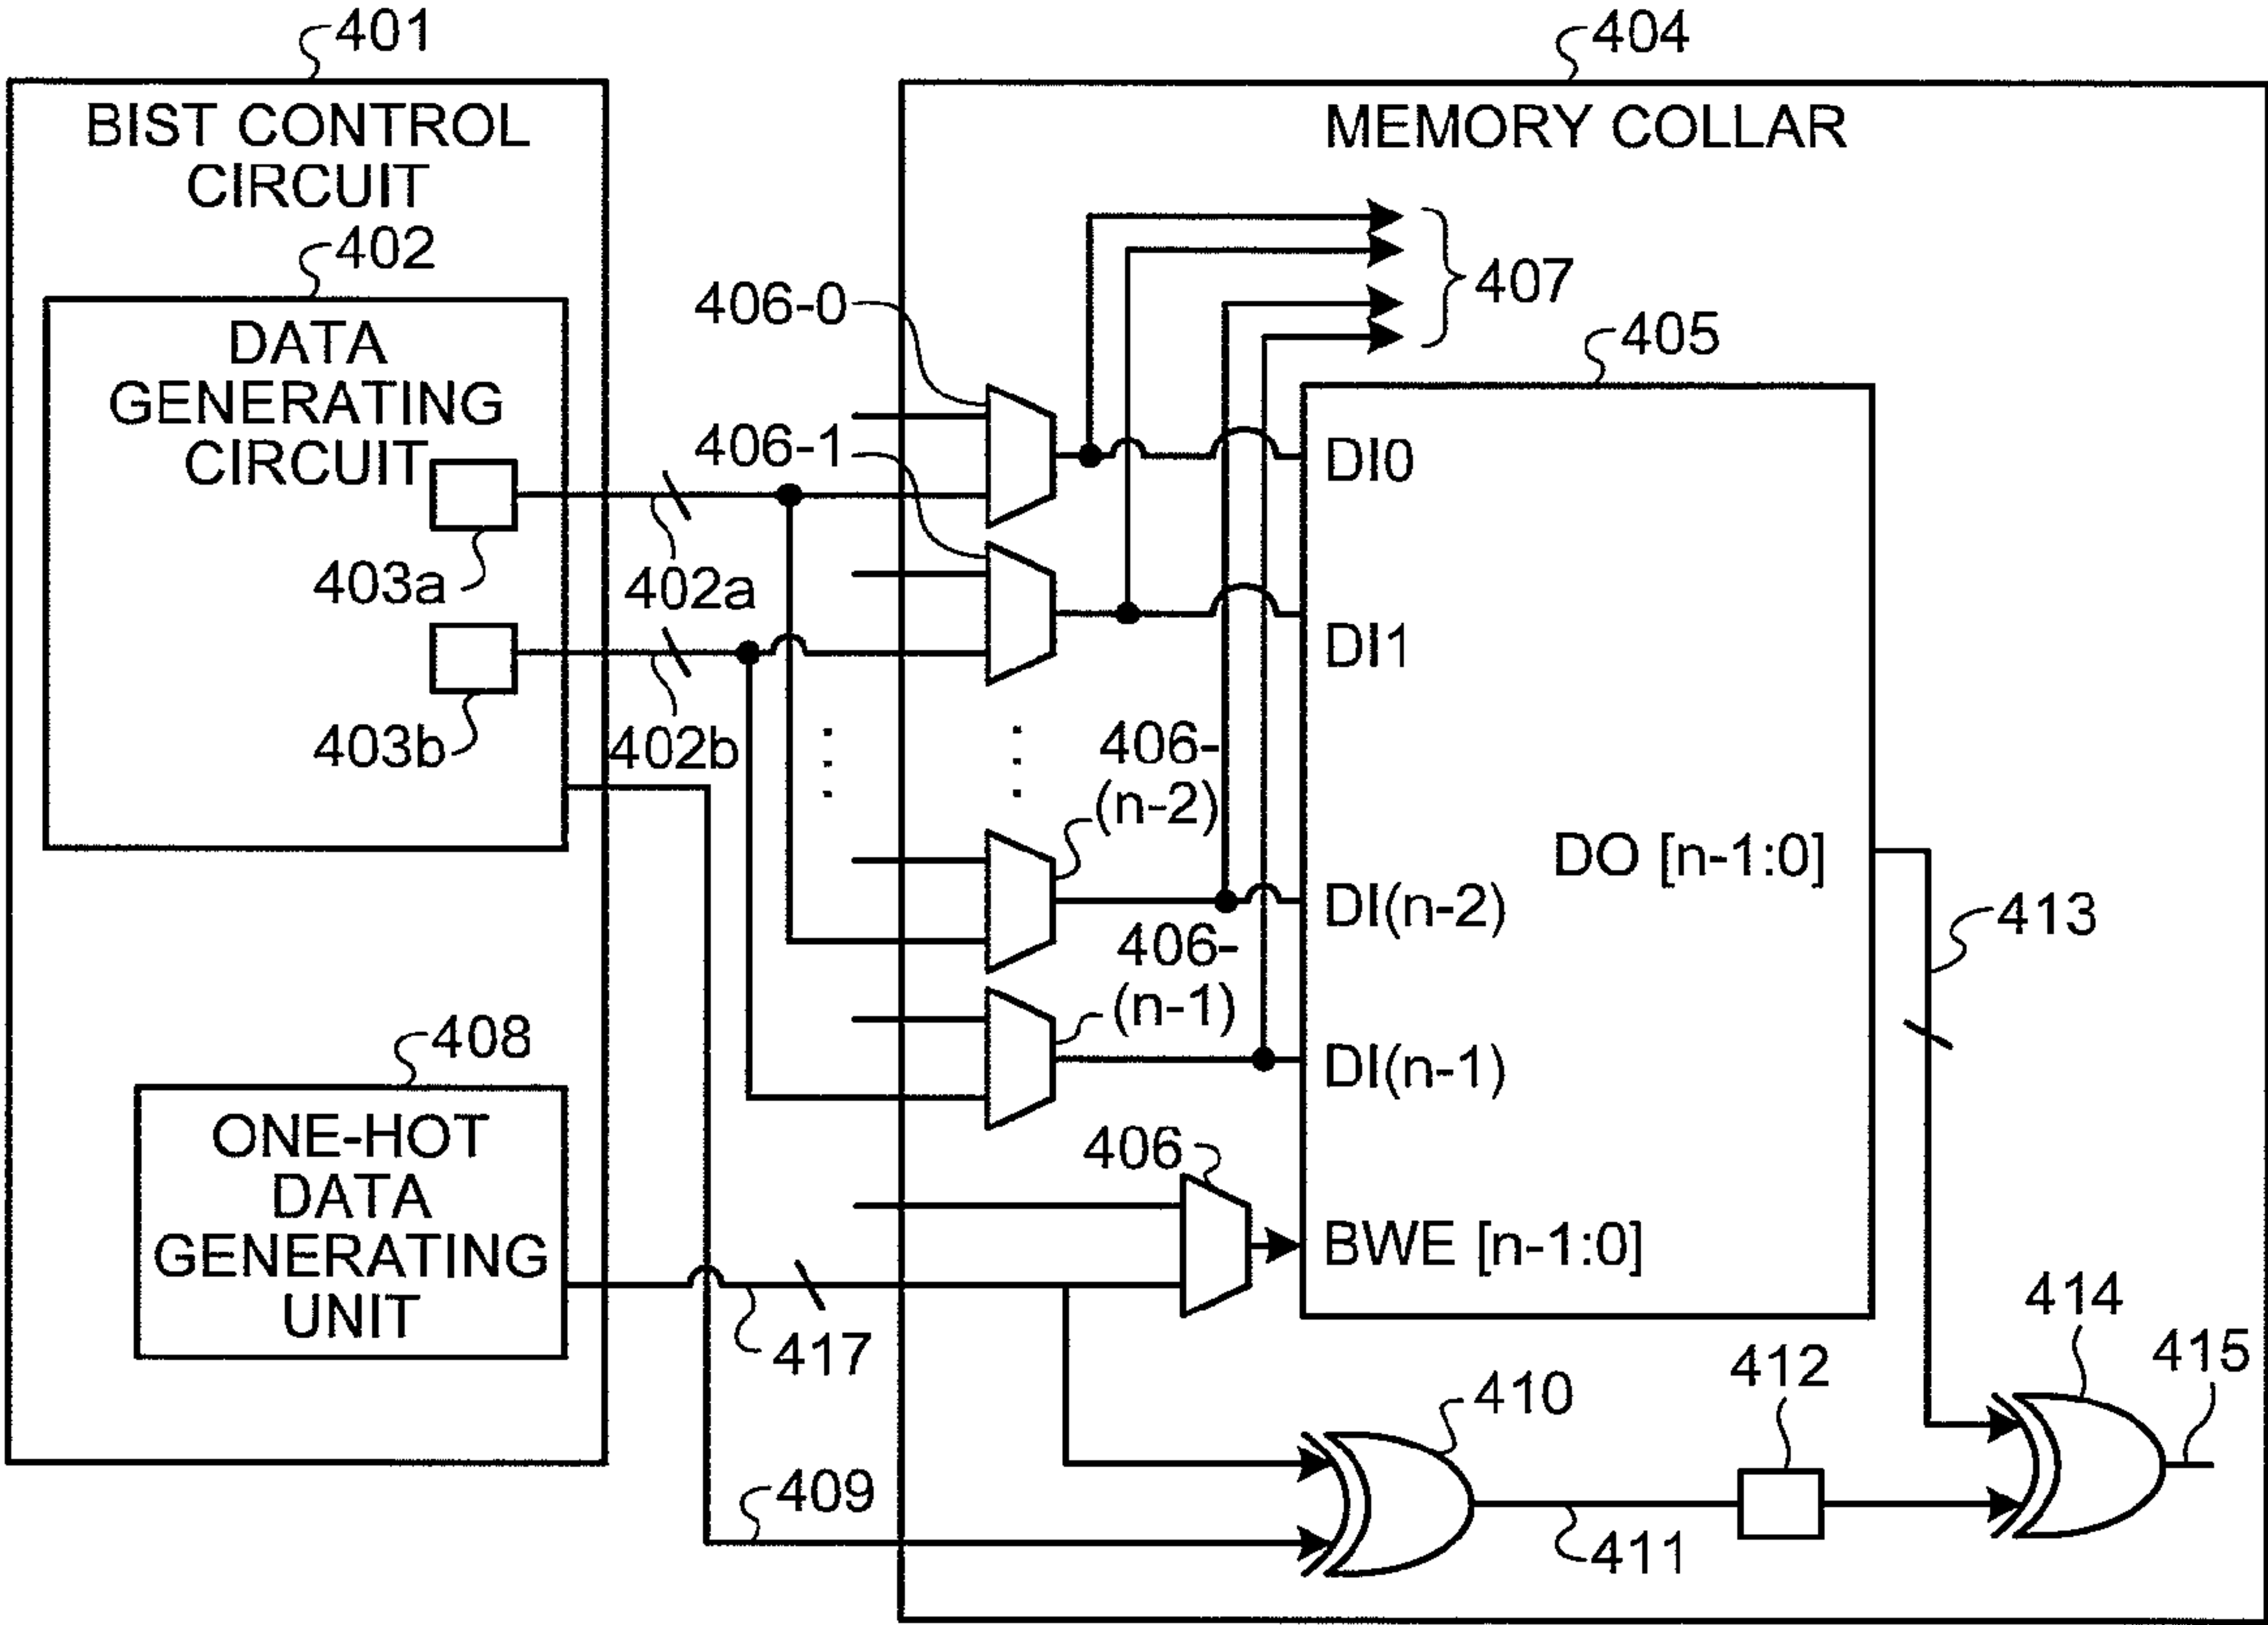 401
404
BIST CONTROL
CIRCUIT
MEMORY COLLAR
402
DATA
GENERATING
CIRCUIT
403a
403b
402a
402b
406-0
406-1
407
405
DI0
DI1
406-
(n-2)
DI(n-2)
406-
(n-1)
DI(n-1)
DO [n-1:0]
413
408
ONE-HOT
DATA
GENERATING
UNIT
406
BWE [n-1:0]
417
409
410
411
412
414
415